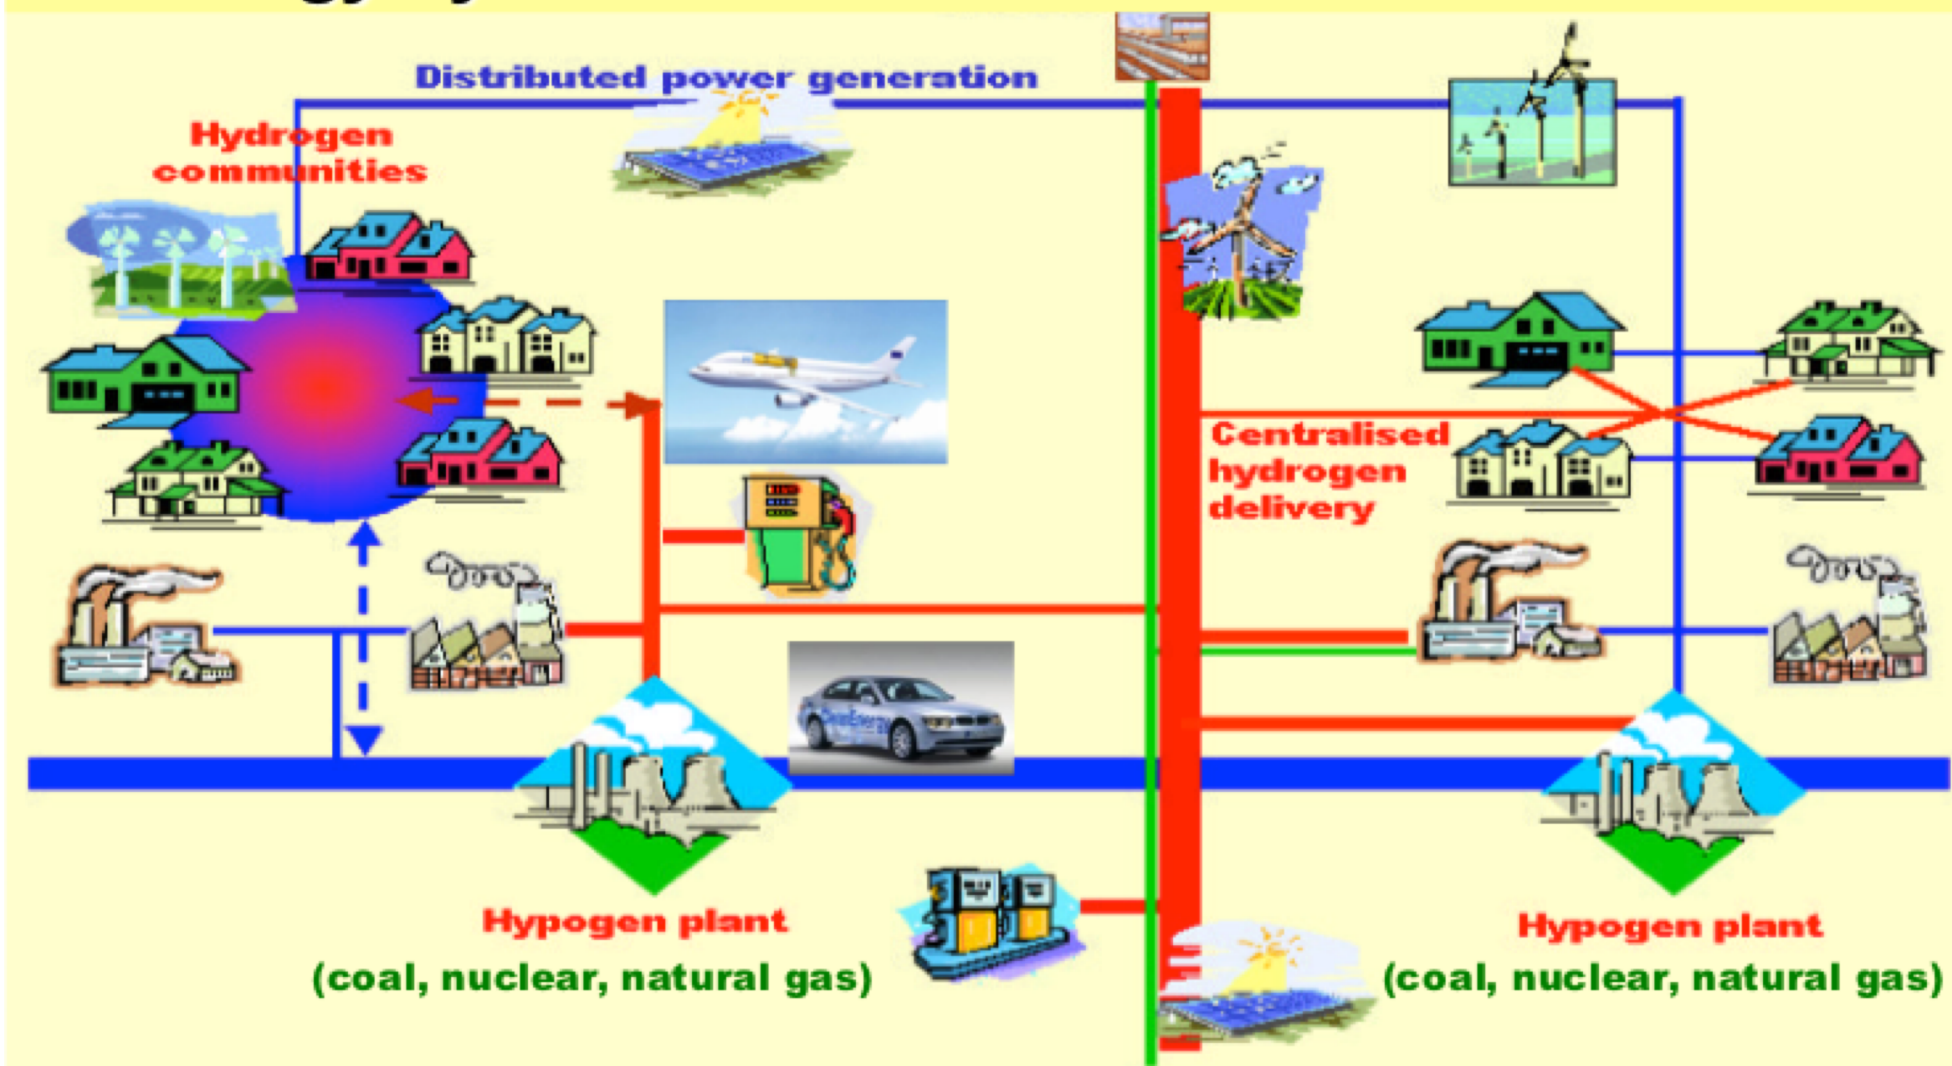 Distributed power generation
Hydrogen
communities
Centralised
hydrogen
delivery
CleanEnergy
Hypogen plant
(coal, nuclear, natural gas)
Hypogen plant
(coal, nuclear, natural gas)